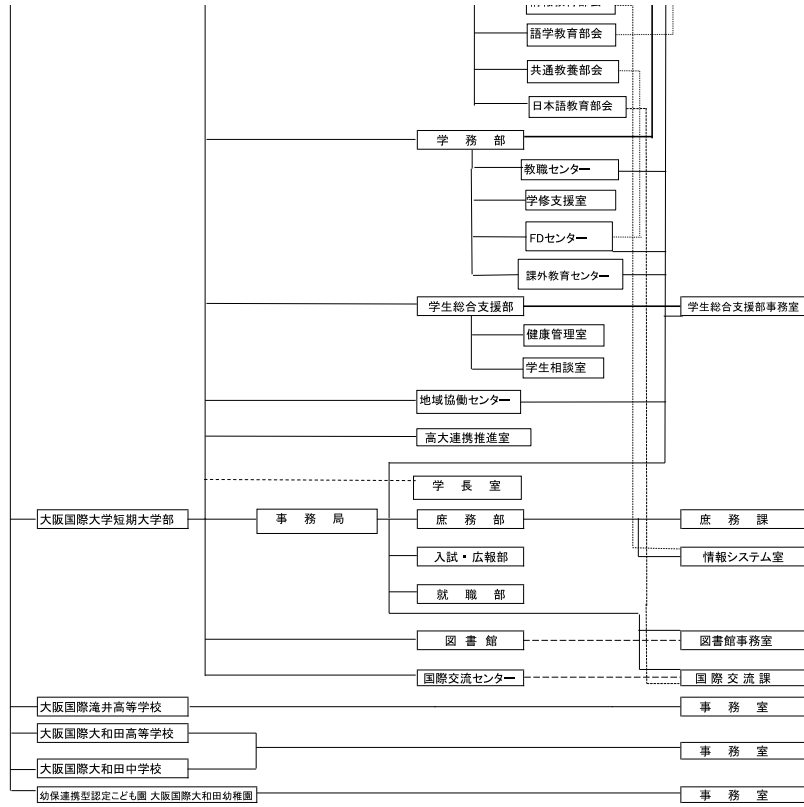 語学教育部会
共通教養部会
日本語教育部会
学務部
教職センター
学修支援室
FDセンター
課外教育センター
学生総合支援部 学生総合支援部事務室
健康管理室
学生相談室
地域協働センター
高大連携推進室
学長室
大阪国際大学短期大学部 事務局 庶務部 庶務課
入試・広報部 情報システム室
就職部
図書館 図書館事務室
国際交流センター 国際交流課
大阪国際滝井高等学校 事務室
大阪国際大和田高等学校
事務室
大阪国際大和田中学校
幼保連携型認定こども園 大阪国際大和田幼稚園 事務室